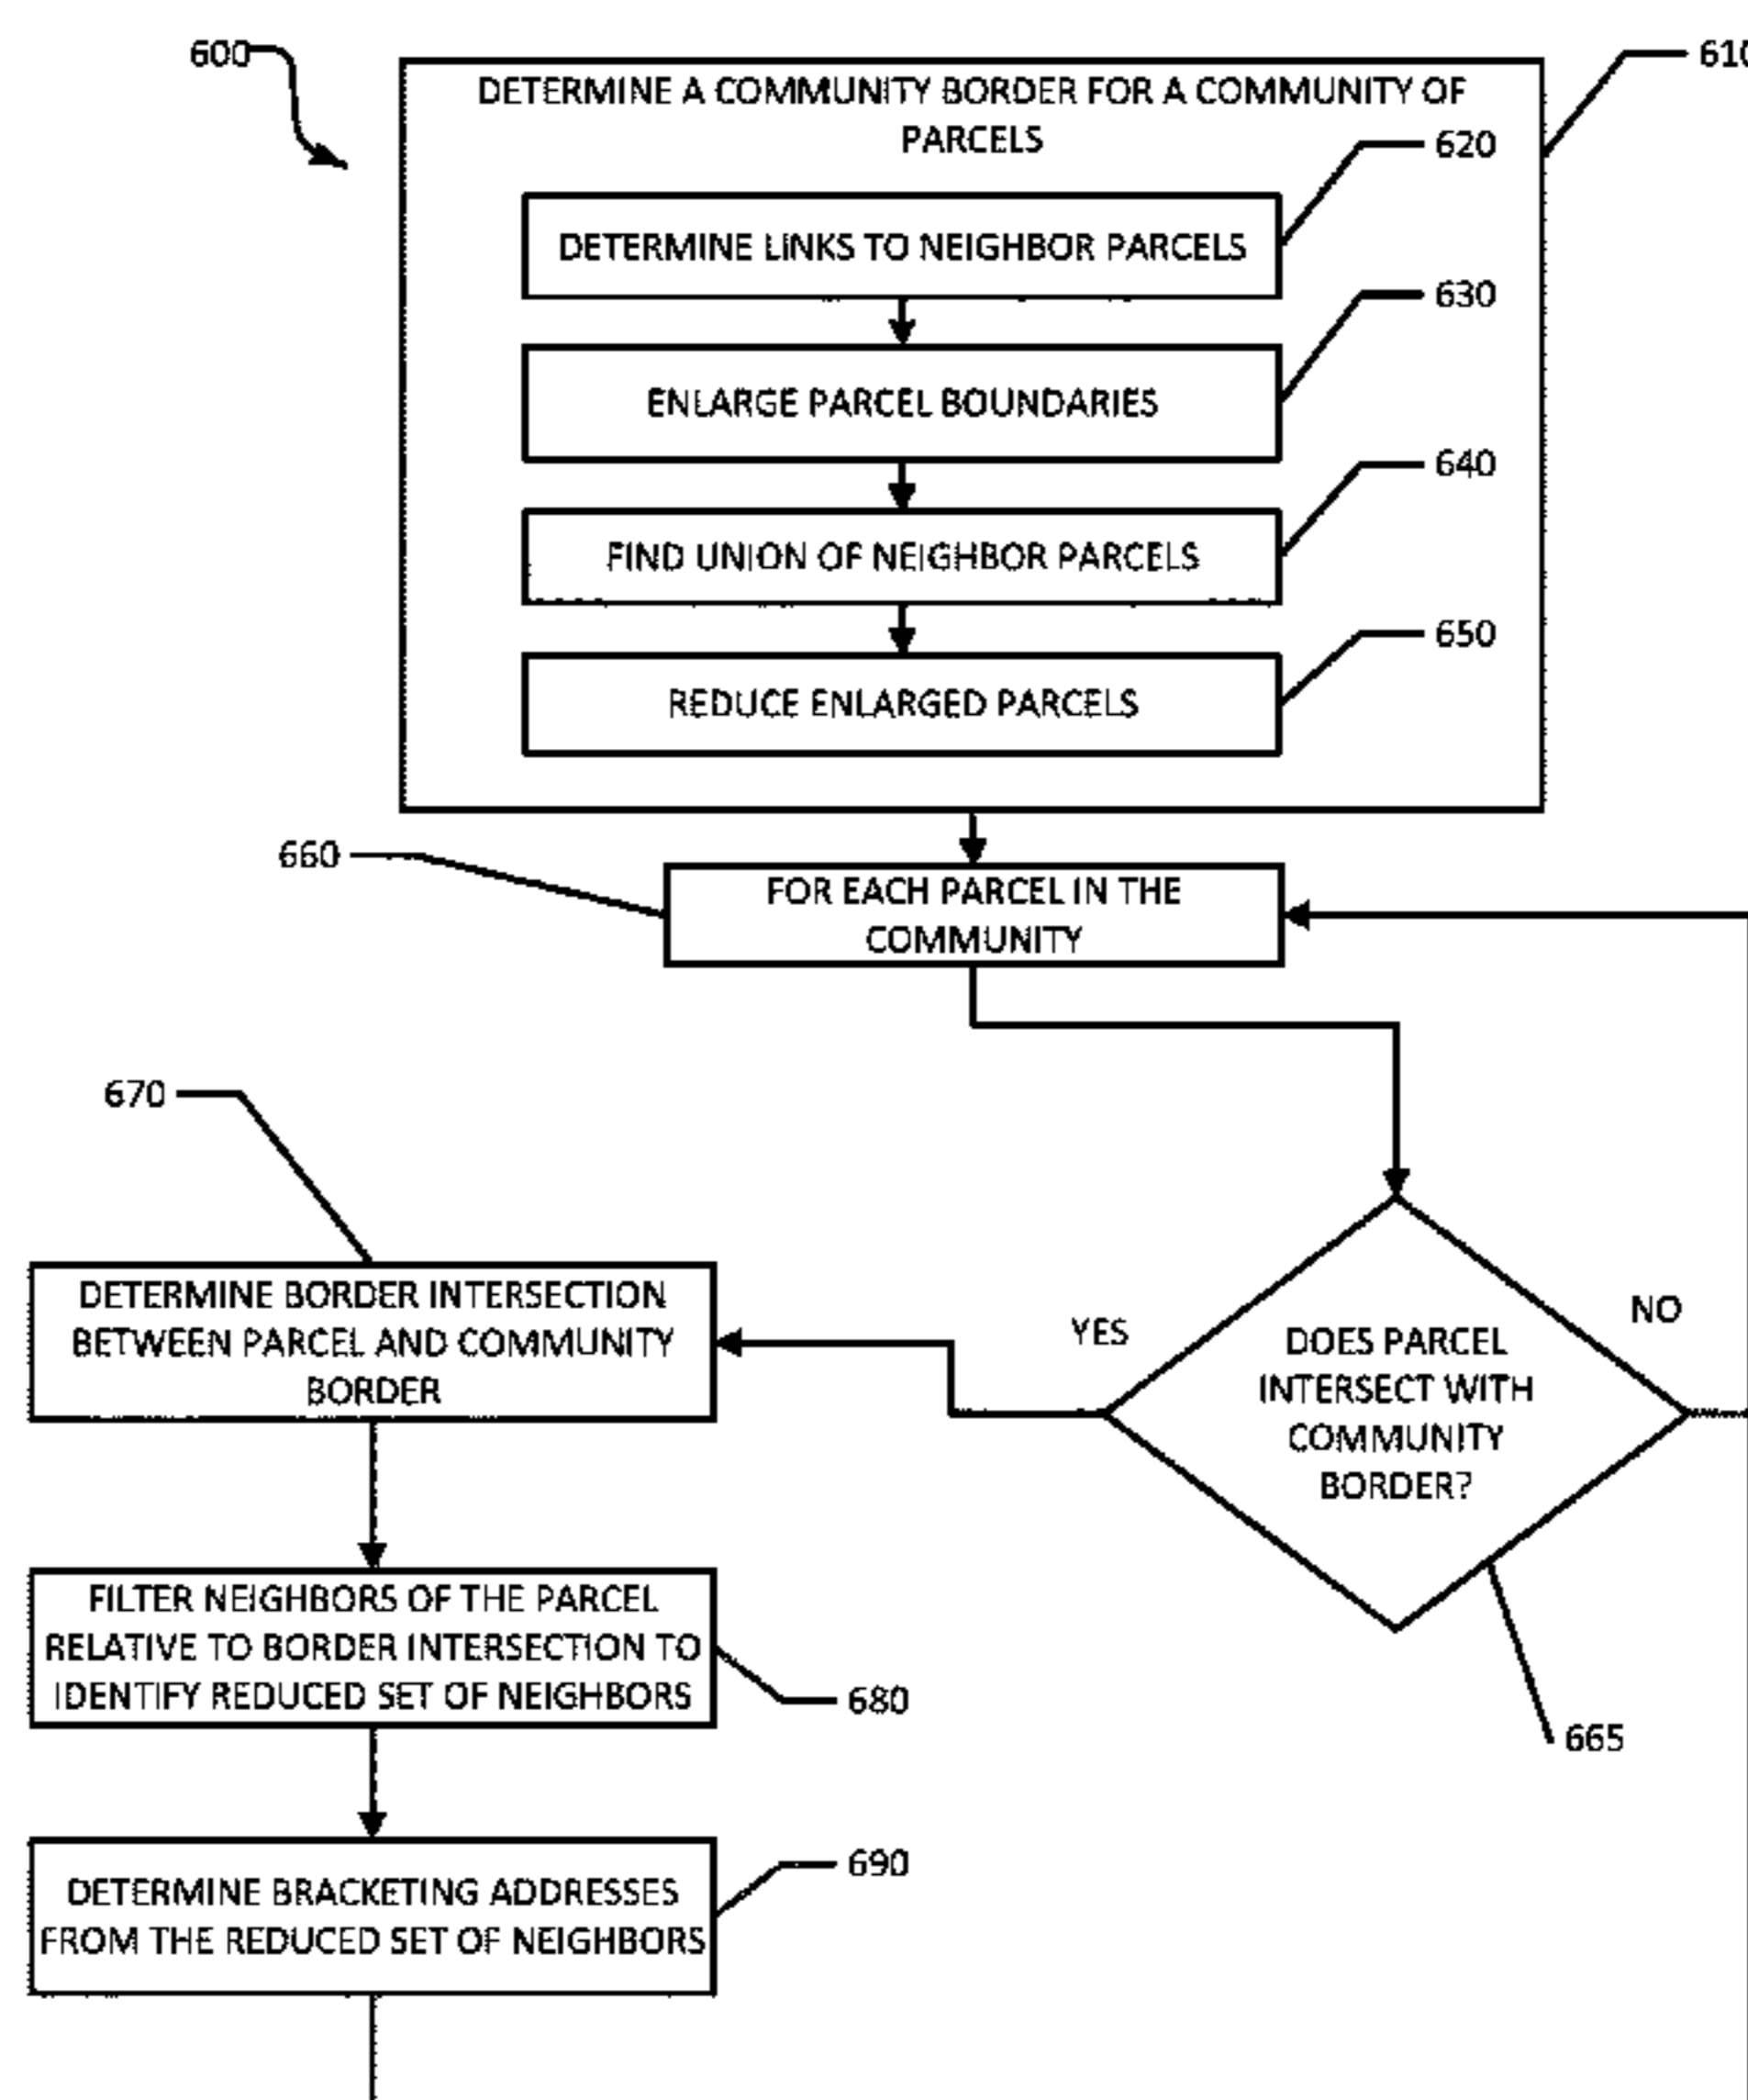 600
610
DETERMINE A COMMUNITY BORDER FOR A COMMUNITY OF
PARCELS
620
DETERMINE LINKS TO NEIGHBOR PARCELS
630
ENLARGE PARCEL BOUNDARIES
640
FIND UNION OF NEIGHBOR PARCELS
650
REDUCE ENLARGED PARCELS
660
FOR EACH PARCEL IN THE
COMMUNITY
670
DETERMINE BORDER INTERSECTION
BETWEEN PARCEL AND COMMUNITY
BORDER
YES
NO
DOES PARCEL
INTERSECT WITH
COMMUNITY
BORDER?
665
FILTER NEIGHBORS OF THE PARCEL
RELATIVE TO BORDER INTERSECTION TO
IDENTIFY REDUCED SET OF NEIGHBORS
680
690
DETERMINE BRACKETING ADDRESSES
FROM THE REDUCED SET OF NEIGHBORS